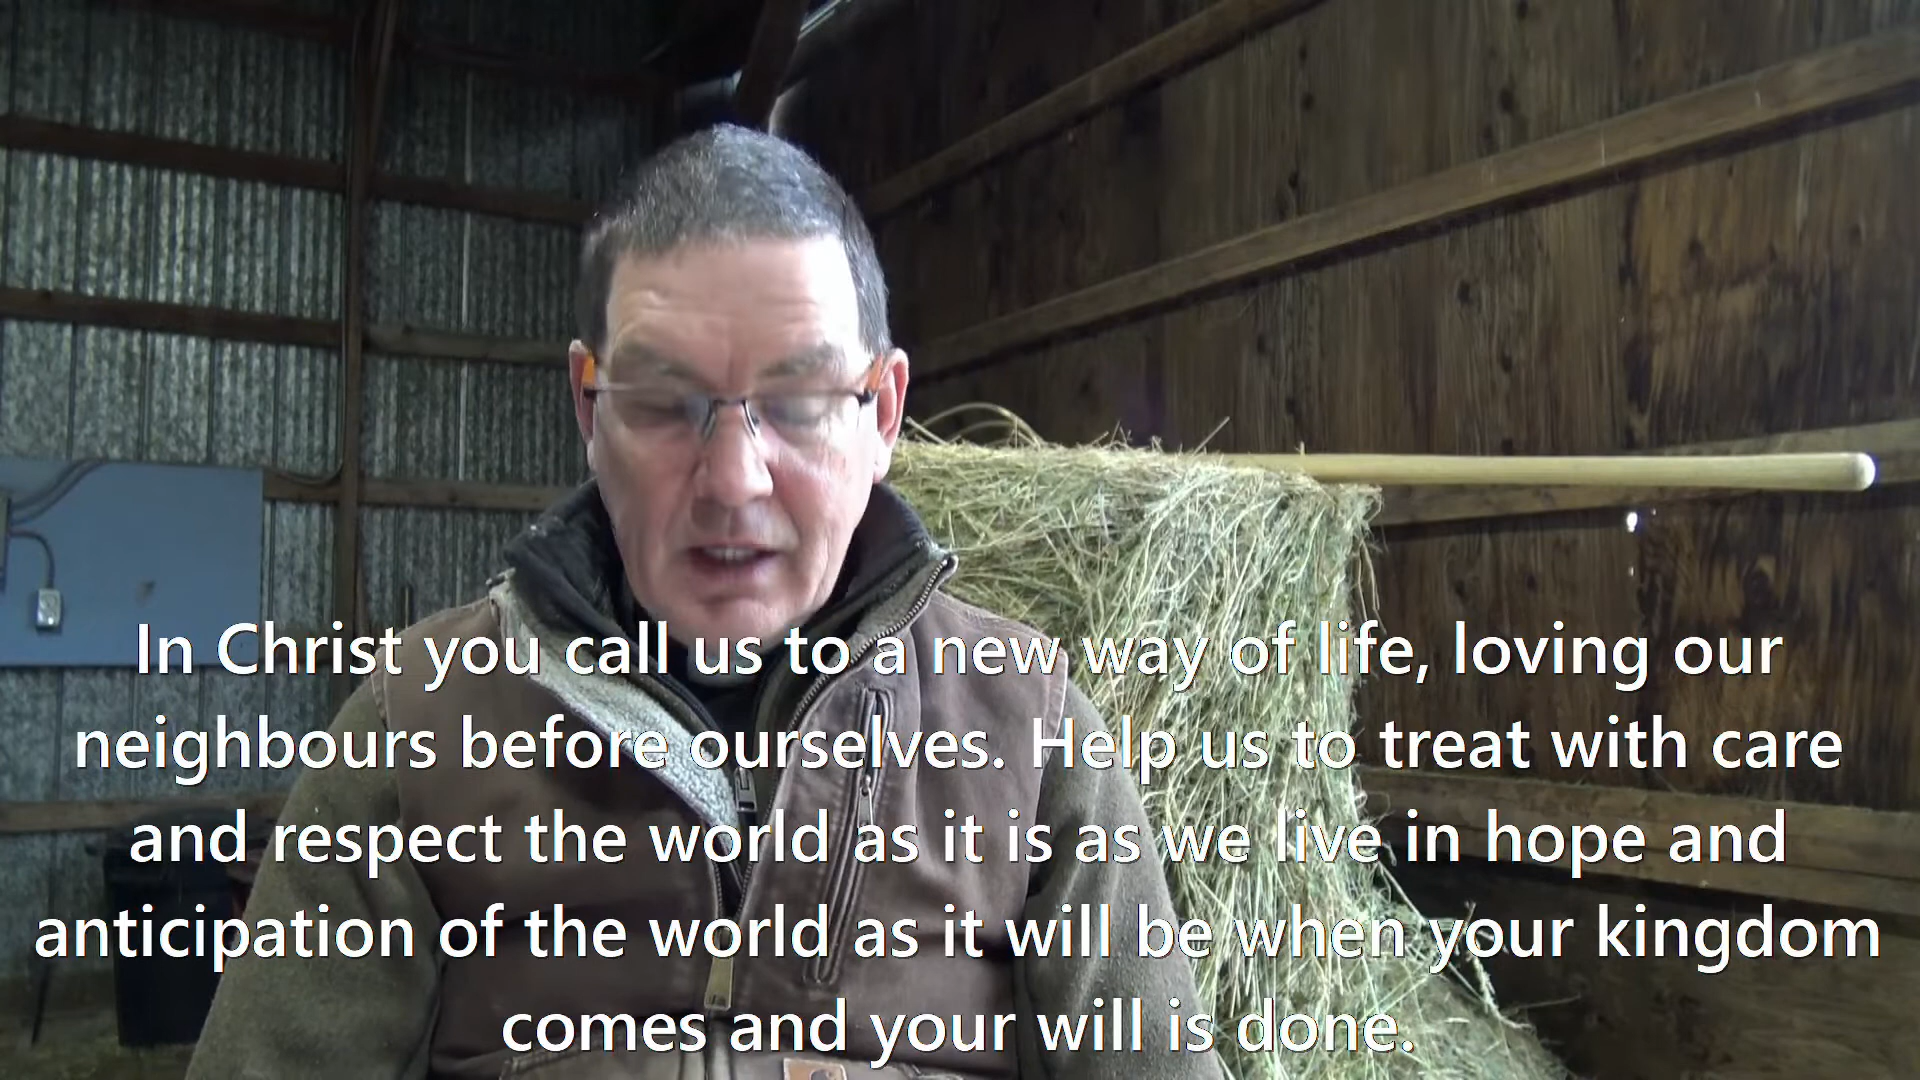 In Christ you call us to a new way of life, loving our
neighbours before ourselves. Help us to treat with care
and respect the world as it is as we live in hope and
anticipation of the world as it will be when your kingdom
comes and your will is done.